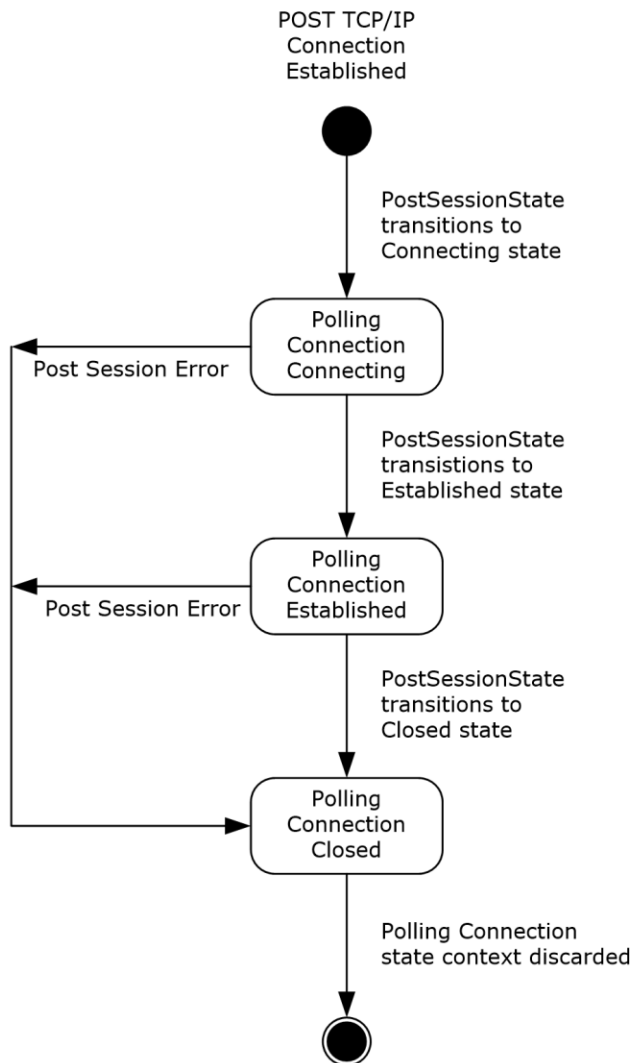 POST TCP/IP
Connection
Established
PostSessionState
transitions to
Connecting state
Polling
Connection
Connecting
Post Session Error
PostSessionState
transistions to
Established state
Polling
Connection
Established
Post Session Error
PostSessionState
transitions to
Closed state
Polling
Connection
Closed
Polling Connection
state context discarded